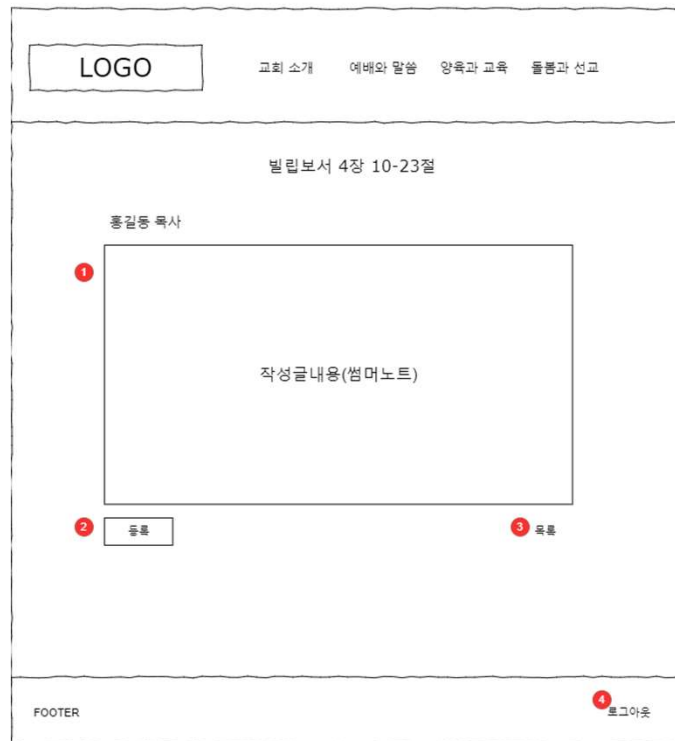 LOGO 교회 소개 예배와 말씀 양육과 교육 돌봄과 선교
빌립보서 4장 10-23절
홍길동 목사
1
작성글내용(썸머노트)
2 등록 3 목록
4
FOOTER 로그아웃